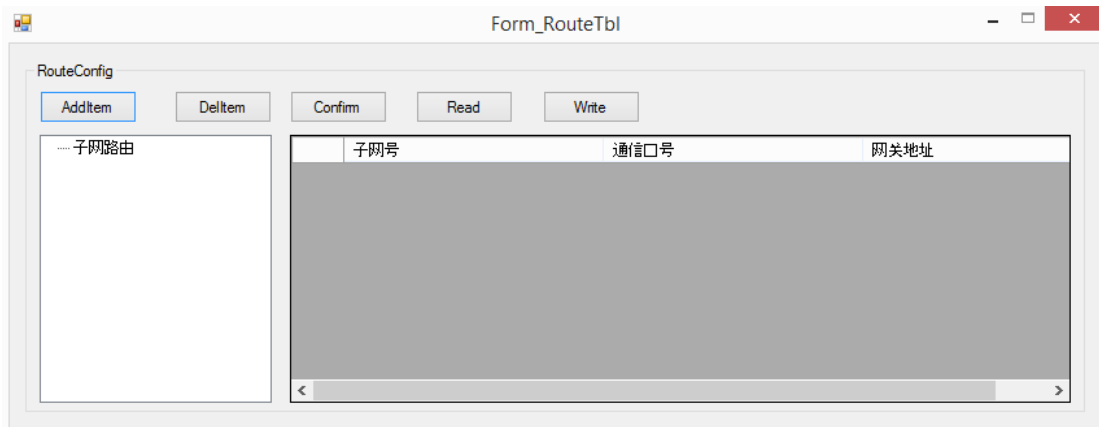 Form_RouteTbl
RouteConfig
AddItem DelItem Confirm Read Write
子网路由
子网号 通信口号 网关地址